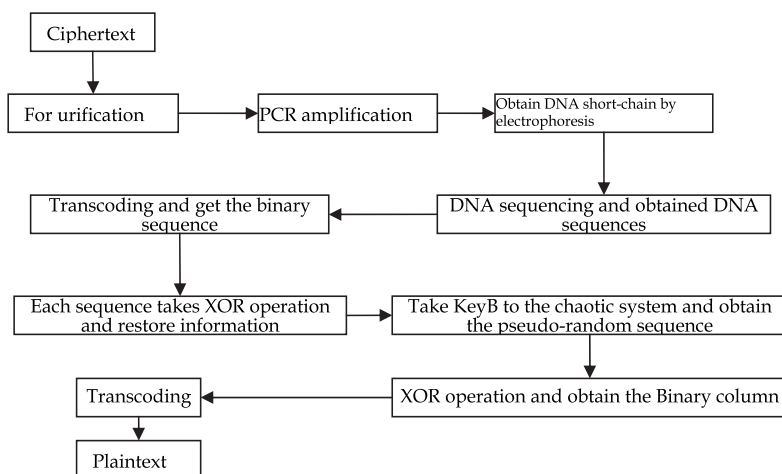 Ciphertext
For urification
PCR amplification
Obtain DNA short-chain by
electrophoresis
Transcoding and get the binary
sequence
DNA sequencing and obtained DNA
sequences
Each sequence takes XOR operation
and restore information
Take KeyB to the chaotic system and obtain
the pseudo-random sequence
Transcoding
XOR operation and obtain the Binary column
Plaintext